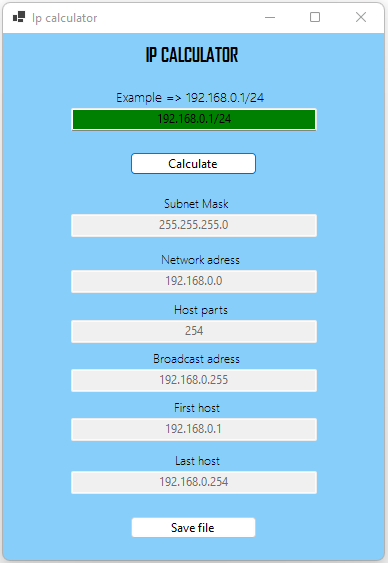 Ip calculator
IP CALCULATOR
Example => 192.168.0.1/24
192.168.0.1/24
Calculate
Subnet Mask
255.255.255.0
Network adress
192.168.0.0
Host parts
254
Broadcast adress
192.168.0.255
First host
192.168.0.1
Last host
192.168.0.254
Save file